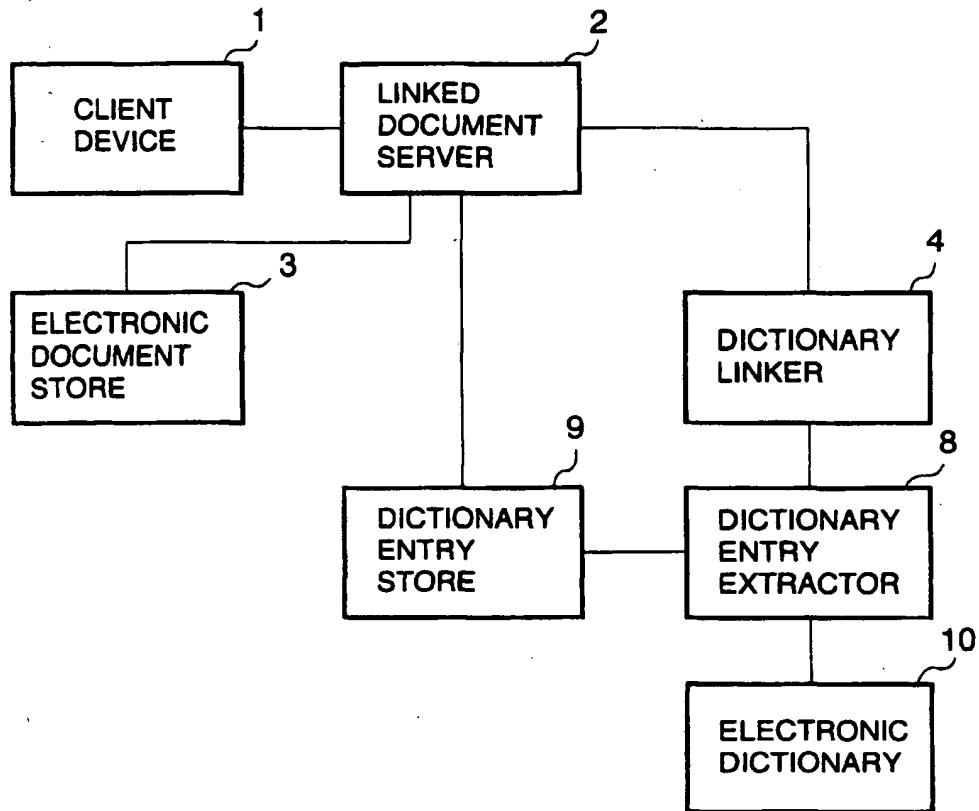 1
CLIENT
DEVICE
2
LINKED
DOCUMENT
SERVER
3
ELECTRONIC
DOCUMENT
STORE
4
DICTIONARY
LINKER
9
DICTIONARY
ENTRY
STORE
8
DICTIONARY
ENTRY
EXTRACTOR
10
ELECTRONIC
DICTIONARY